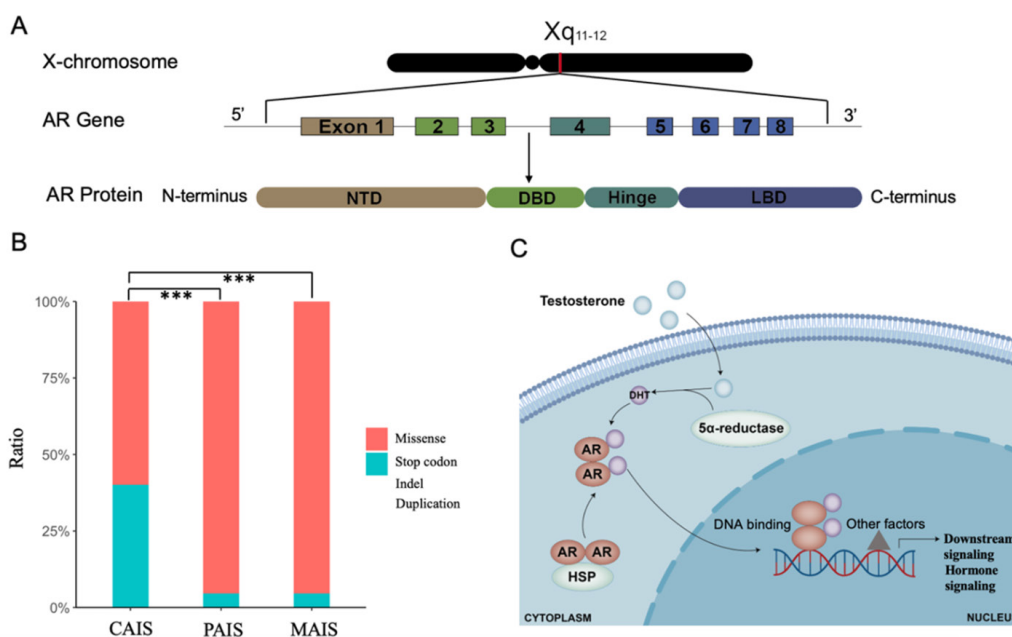 A
Xq11-12
X-chromosome
5’
3’
AR Gene
Exon 1
2
3
4
5
6
7
8
AR Protein
N-terminus
NTD
DBD
Hinge
LBD
C-terminus
B
***
***
100%
75%
50%
25%
0%
Ratio
CAIS
PAIS
MAIS
Missense
Stop codon
Indel
Duplication
C
Testosterone
DHT
5α-reductase
AR
AR
AR AR
HSP
DNA binding
Other factors
Downstream
signaling
Hormone
signaling
CYTOPLASM
NUCLEU